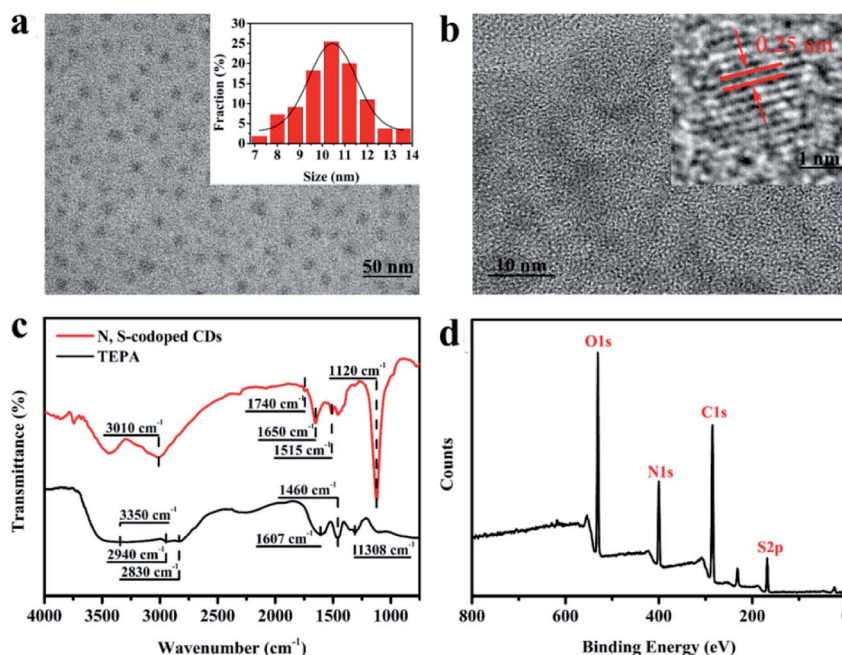 a
Fraction (%)
30
25
20
15
10
5
0
7 8 9 10 11 12 13 14
Size (nm)
50 nm
b
0.25 nm
1 nm
10 nm
c
N, S-codoped CDs
TEPA
1120 cm⁻¹
1740 cm⁻¹
3010 cm⁻¹
1650 cm⁻¹
1515 cm⁻¹
3350 cm⁻¹
1460 cm⁻¹
2940 cm⁻¹
2830 cm⁻¹
1607 cm⁻¹
1308 cm⁻¹
Transmittance (%)
4000 3500 3000 2500 2000 1500 1000
Wavenumber (cm⁻¹)
d
O1s
C1s
N1s
S2p
Counts
800 600 400 200 0
Binding Energy (eV)